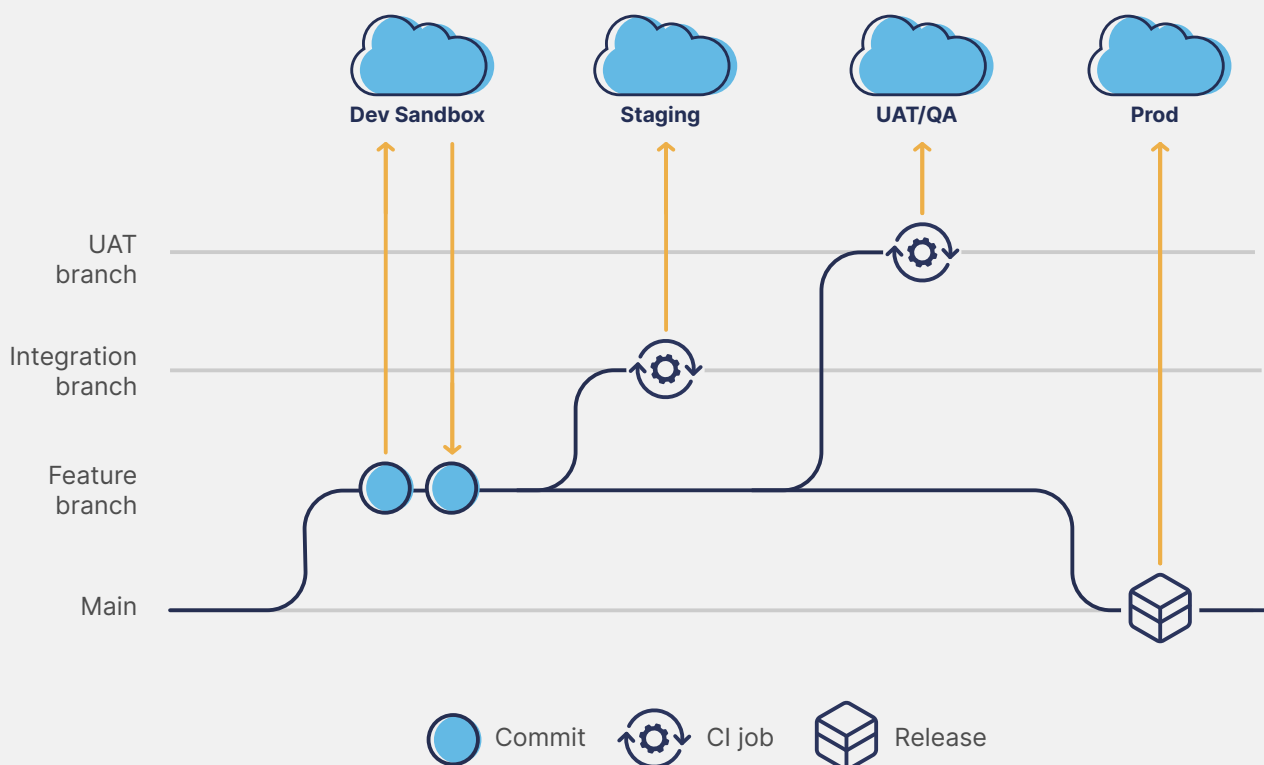 Dev Sandbox
Staging
UAT/QA
Prod
UAT
branch
Integration
branch
Feature
branch
Main
Commit
CI job
Release